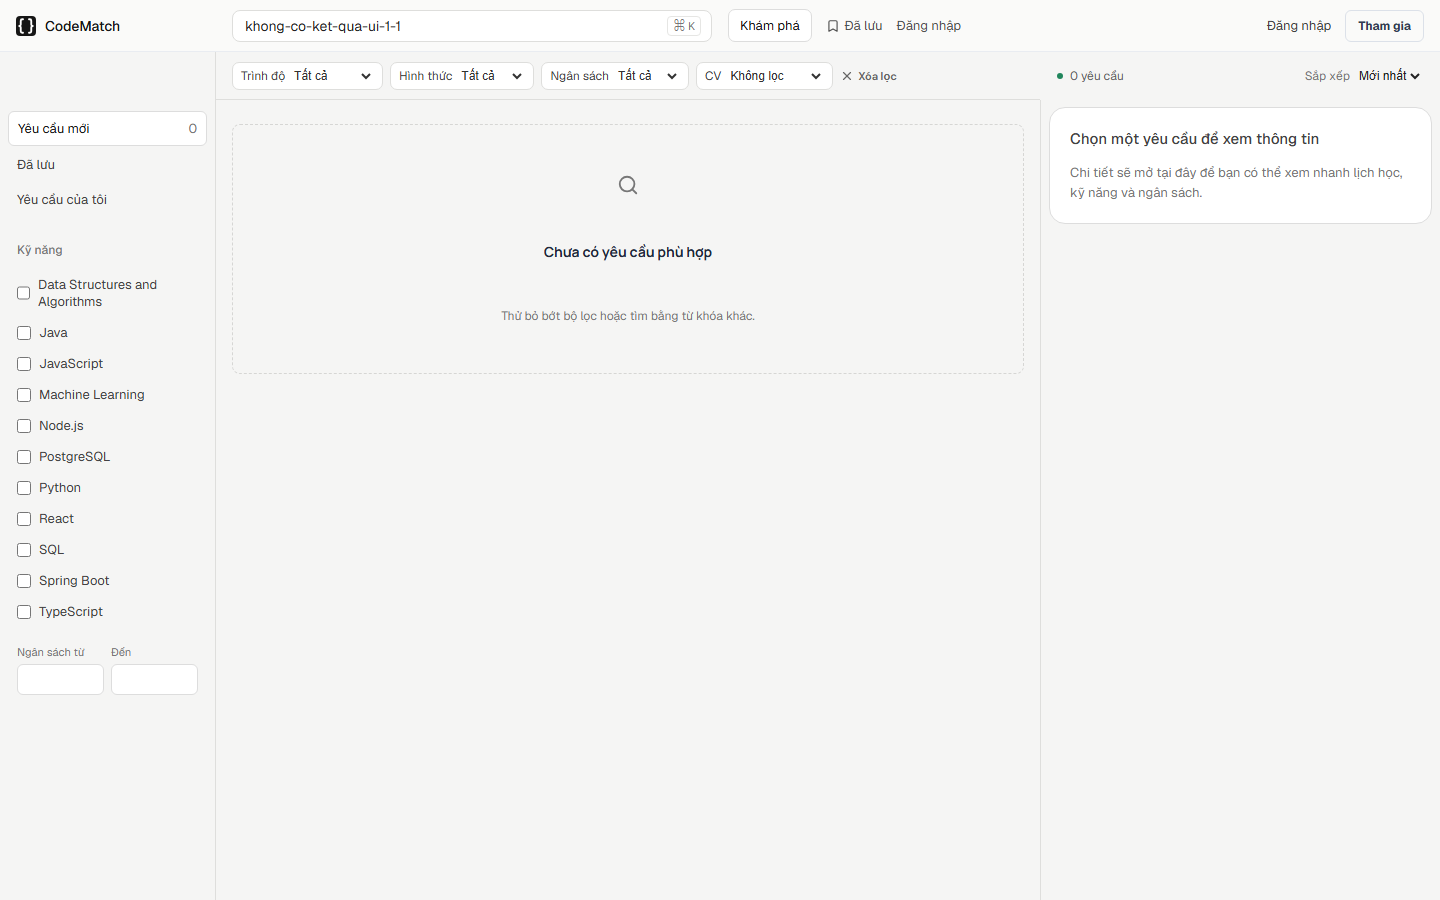 CodeMatch
khong-co-ket-qua-ui-1-1
⌘ K
Khám phá
Đã lưu
Đăng nhập
Đăng nhập
Tham gia
Trình độ Tất cả
Hình thức Tất cả
Ngân sách Tất cả
CV Không lọc
Xóa lọc
0 yêu cầu
Sắp xếp Mới nhất
Yêu cầu mới 0
Đã lưu
Yêu cầu của tôi
Kỹ năng
Data Structures and
Algorithms
Java
JavaScript
Machine Learning
Node.js
PostgreSQL
Python
React
SQL
Spring Boot
TypeScript
Ngân sách từ
Đến
Chưa có yêu cầu phù hợp
Thử bỏ bớt bộ lọc hoặc tìm bằng từ khóa khác.
Chọn một yêu cầu để xem thông tin
Chi tiết sẽ mở tại đây để bạn có thể xem nhanh lịch học,
kỹ năng và ngân sách.